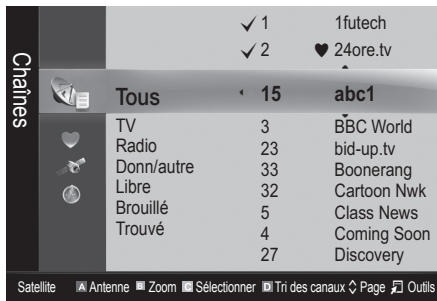 Chaînes
✓ 1 1futech
✓ 2 ♥ 24ore.tv
Tous 15 abc1
TV 3 BBC World
Radio 23 bid-up.tv
Donn/autre 33 Boonerang
Libre 32 Cartoon Nwk
Brouillé 5 Class News
Trouvé 4 Coming Soon
27 Discovery
Satellite A Antenne B Zoom C Sélectionner D Tri des canaux Page Outils